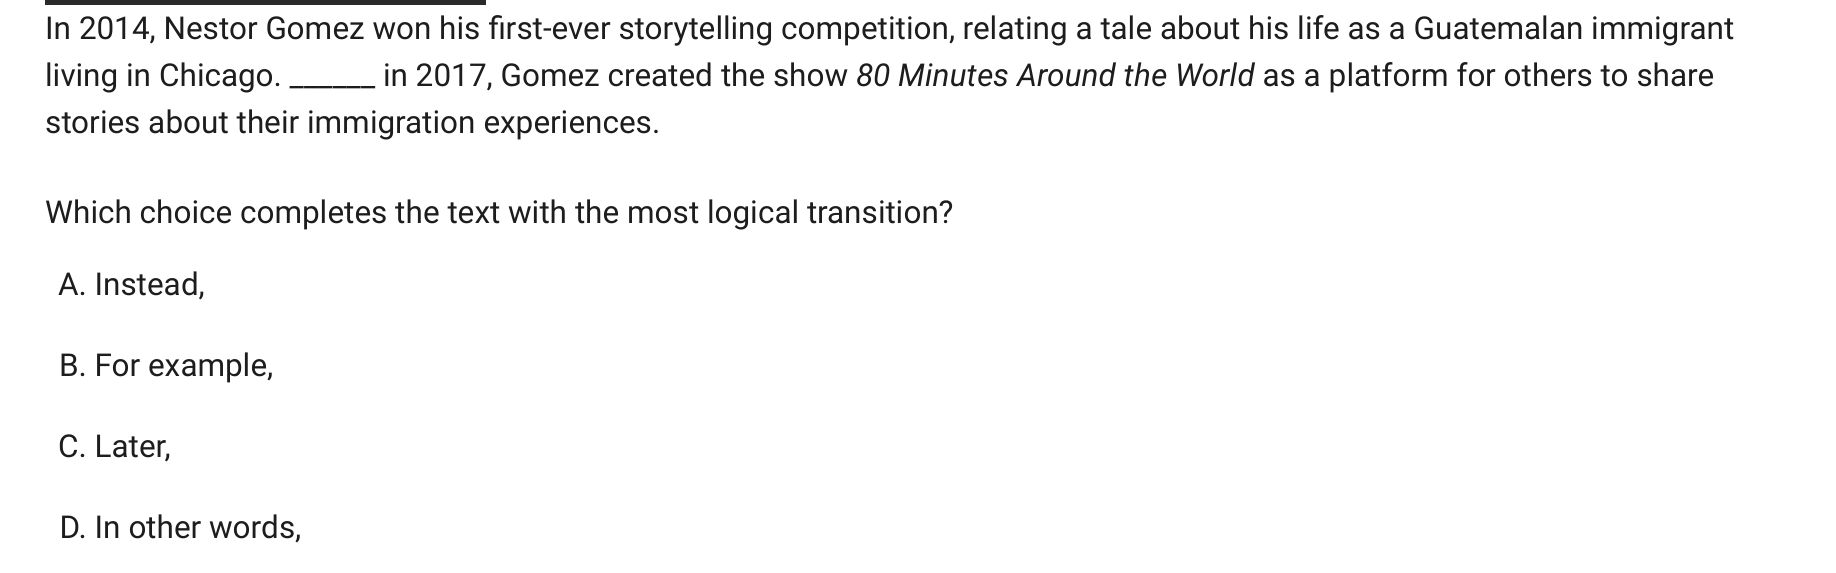 In 2014, Nestor Gomez won his first-ever storytelling competition, relating a tale about his life as a Guatemalan immigrant
living in Chicago. ______ in 2017, Gomez created the show 80 Minutes Around the World as a platform for others to share
stories about their immigration experiences.
Which choice completes the text with the most logical transition?
A. Instead,
B. For example,
C. Later,
D. In other words,